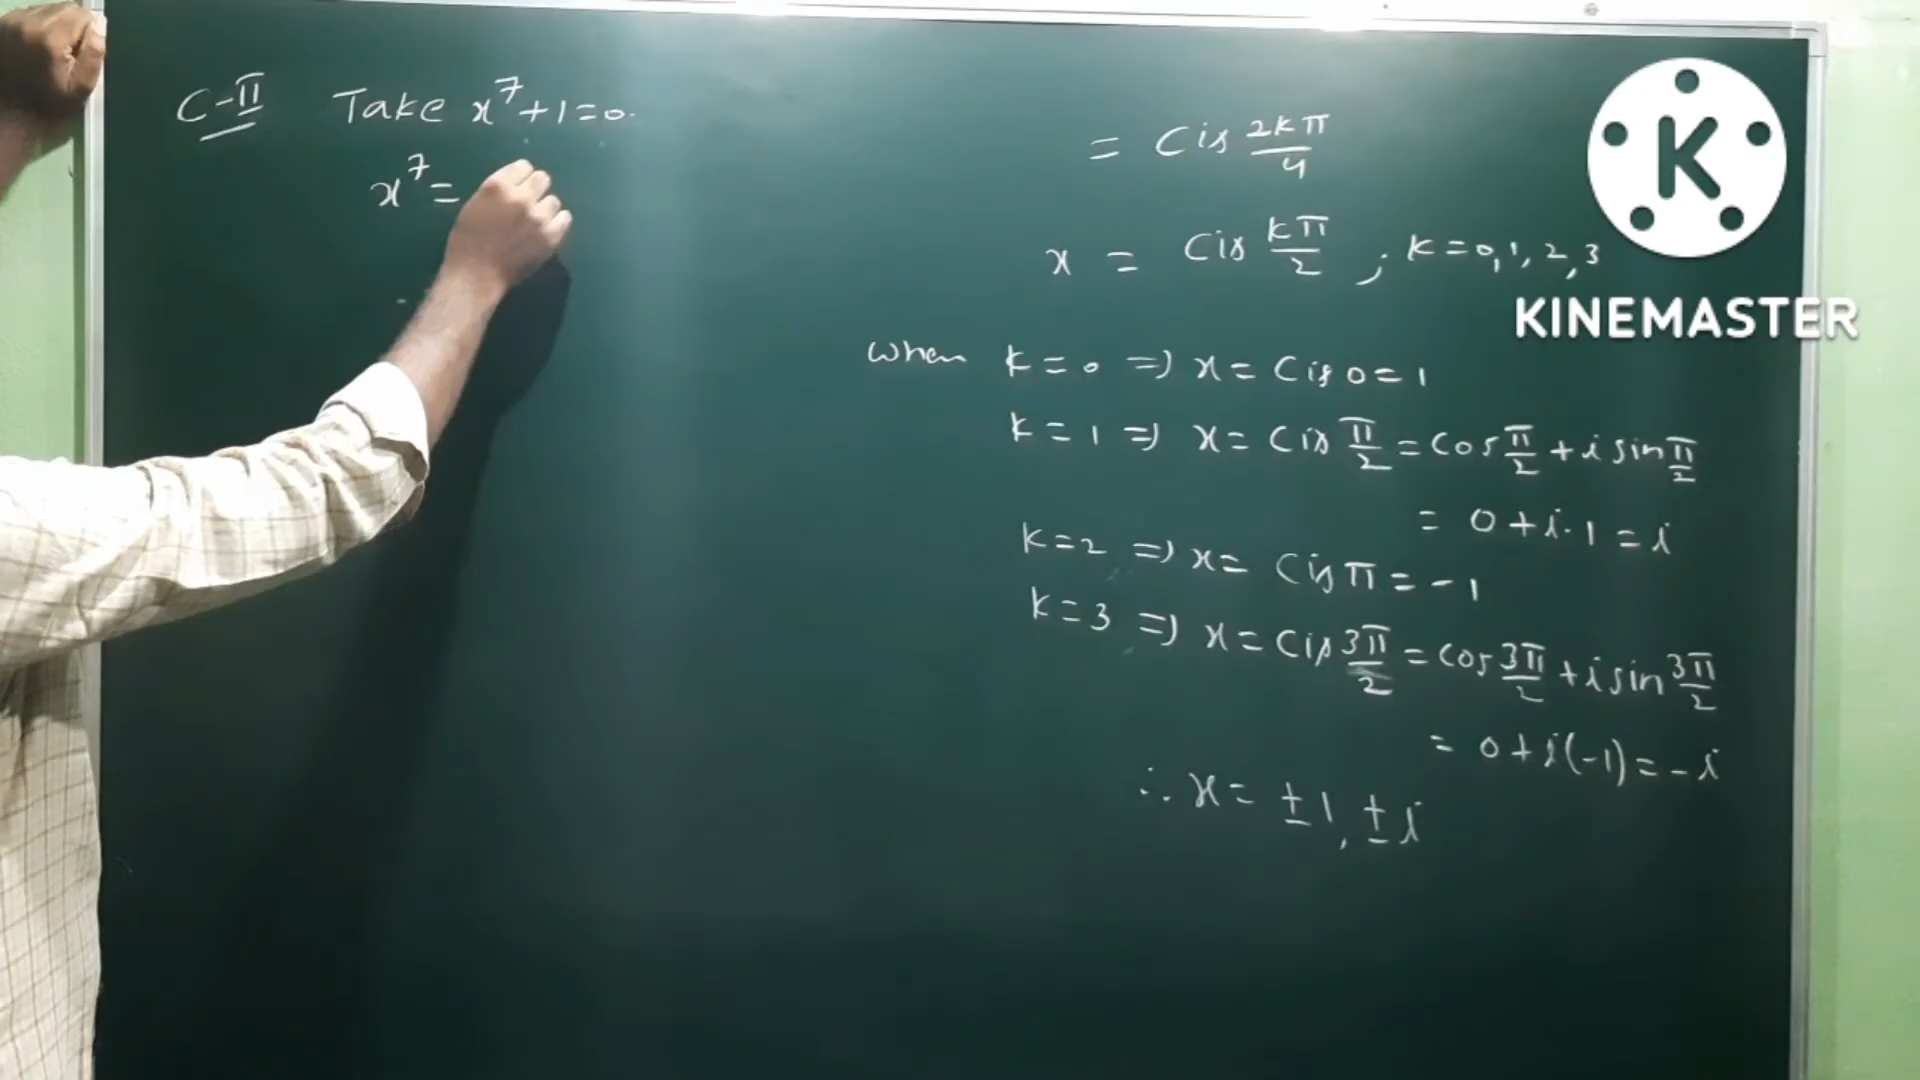 C-II Take x⁷+1=0.
x⁷=
= Cis 2kπ/4
x = Cis kπ/2 ; k=0,1,2,3
When k=0 => x= Cis 0=1
k=1 => x= Cis π/2 = Cos π/2 + i sin π/2
= 0+i.1=i
k=2 => x= Cis π = -1
k=3 => x= Cis 3π/2 = Cos 3π/2 + i sin 3π/2
= 0+i(-1)=-i
∴ x= ±1, ±i
K
KINEMASTER